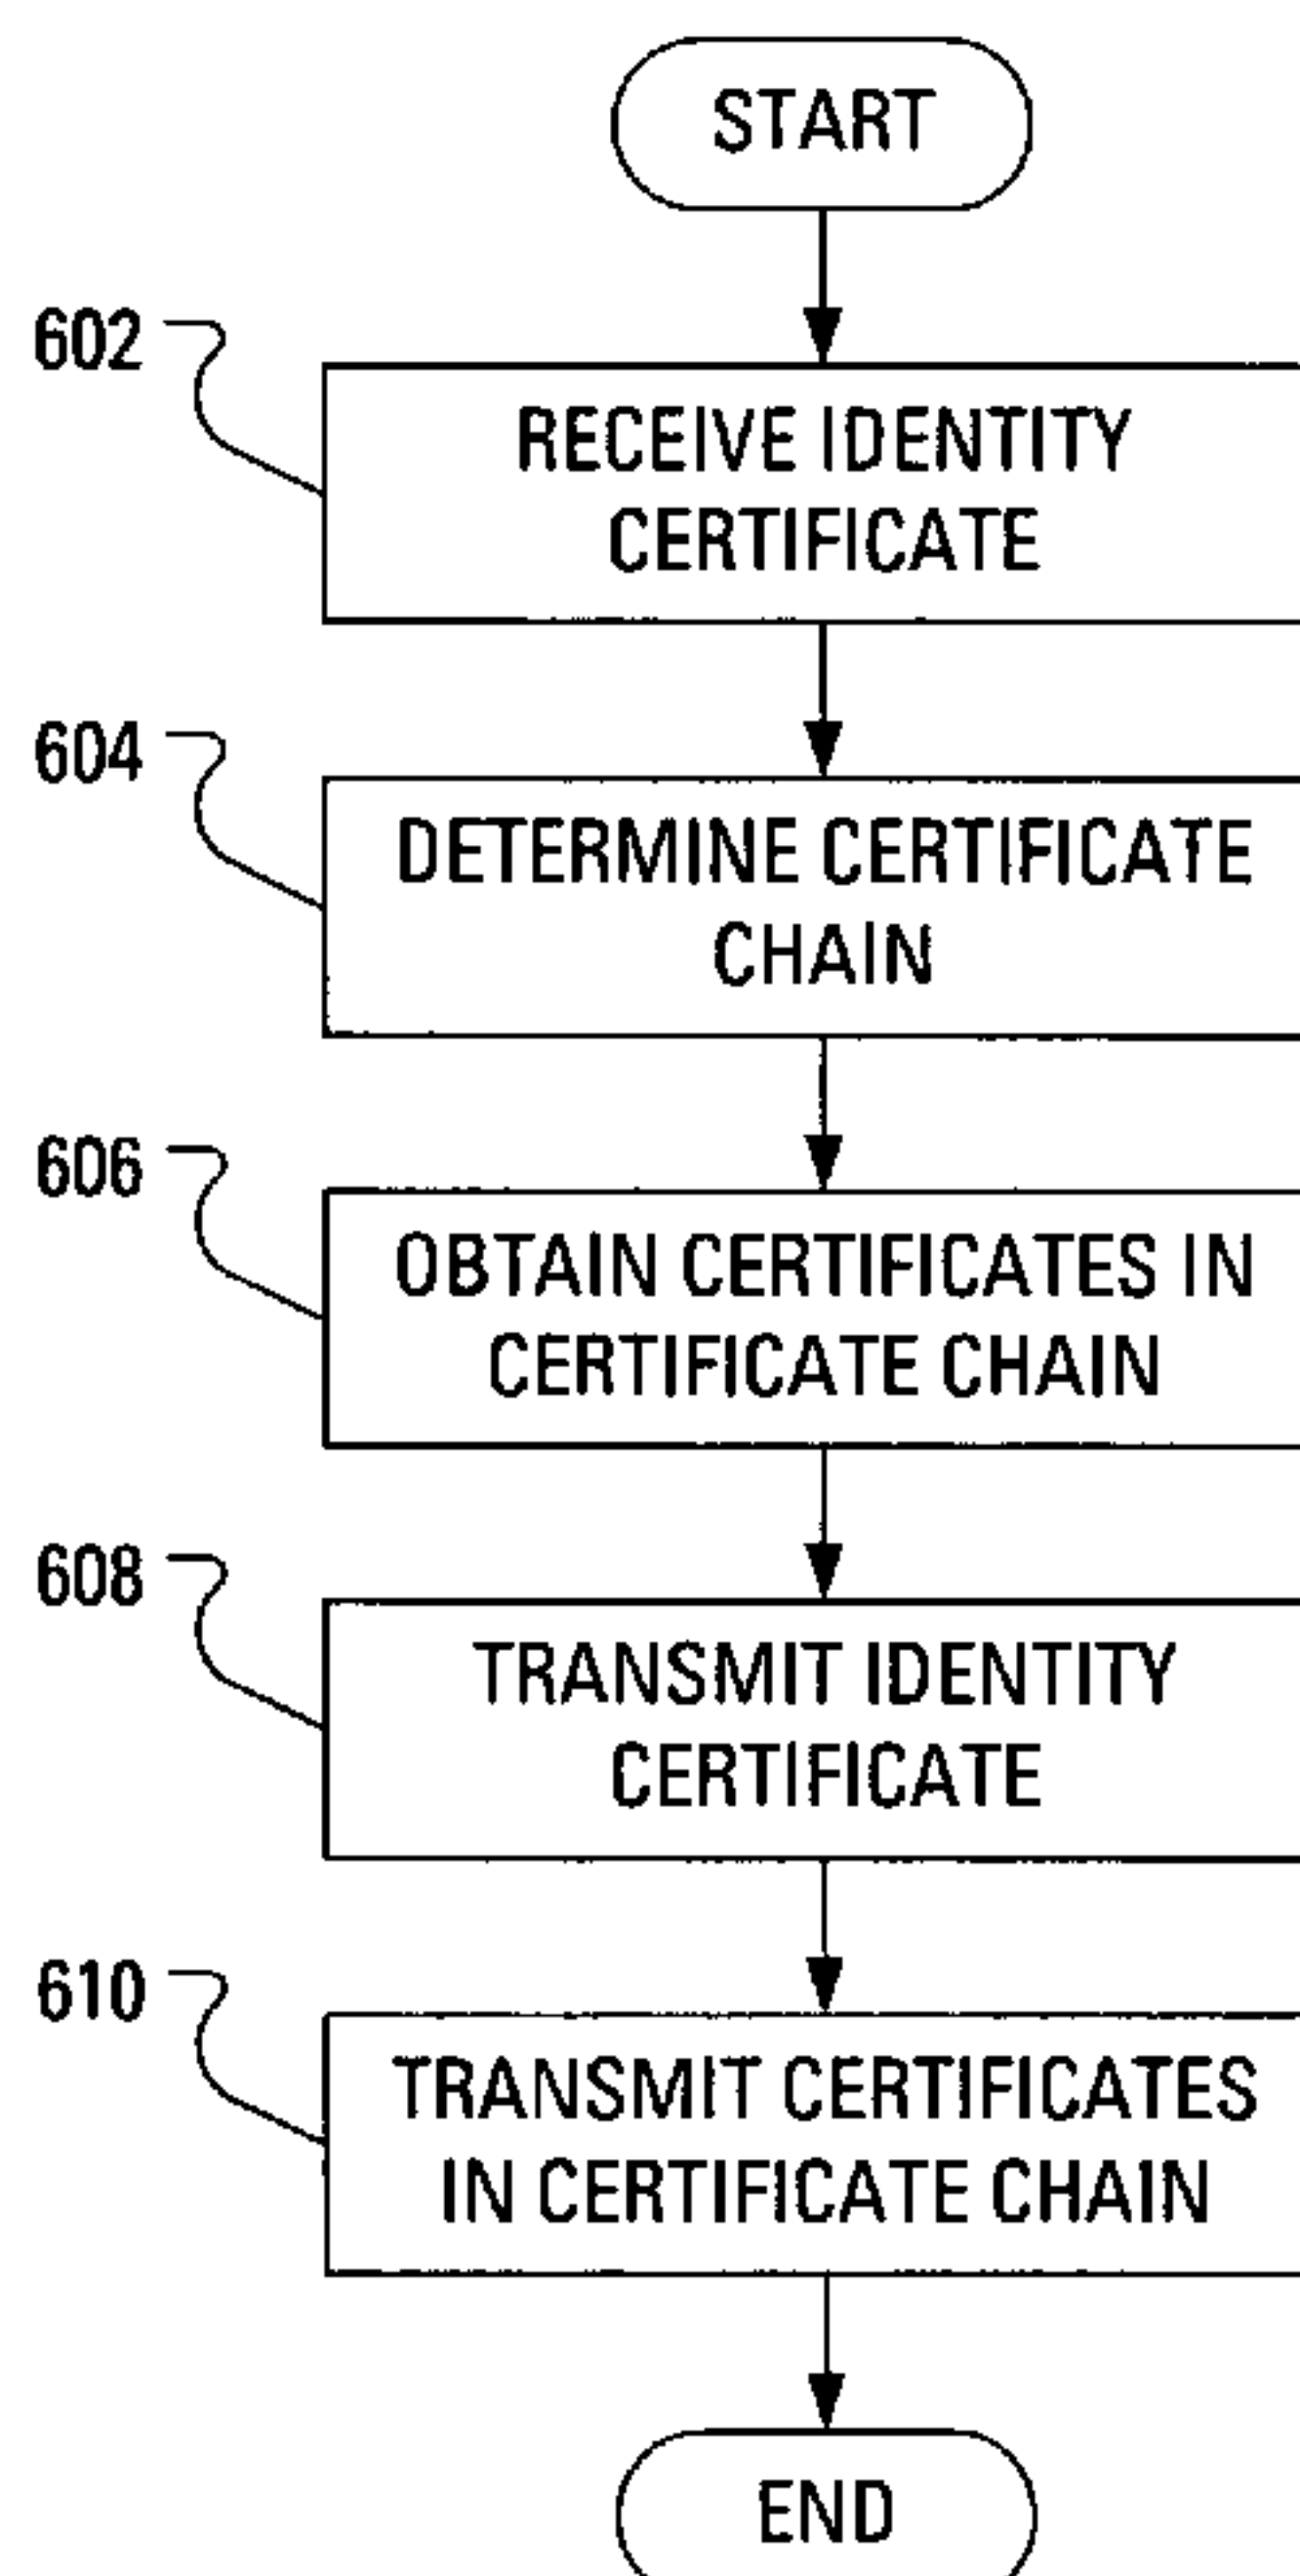 START
602
RECEIVE IDENTITY
CERTIFICATE
604
DETERMINE CERTIFICATE
CHAIN
606
OBTAIN CERTIFICATES IN
CERTIFICATE CHAIN
608
TRANSMIT IDENTITY
CERTIFICATE
610
TRANSMIT CERTIFICATES
IN CERTIFICATE CHAIN
END